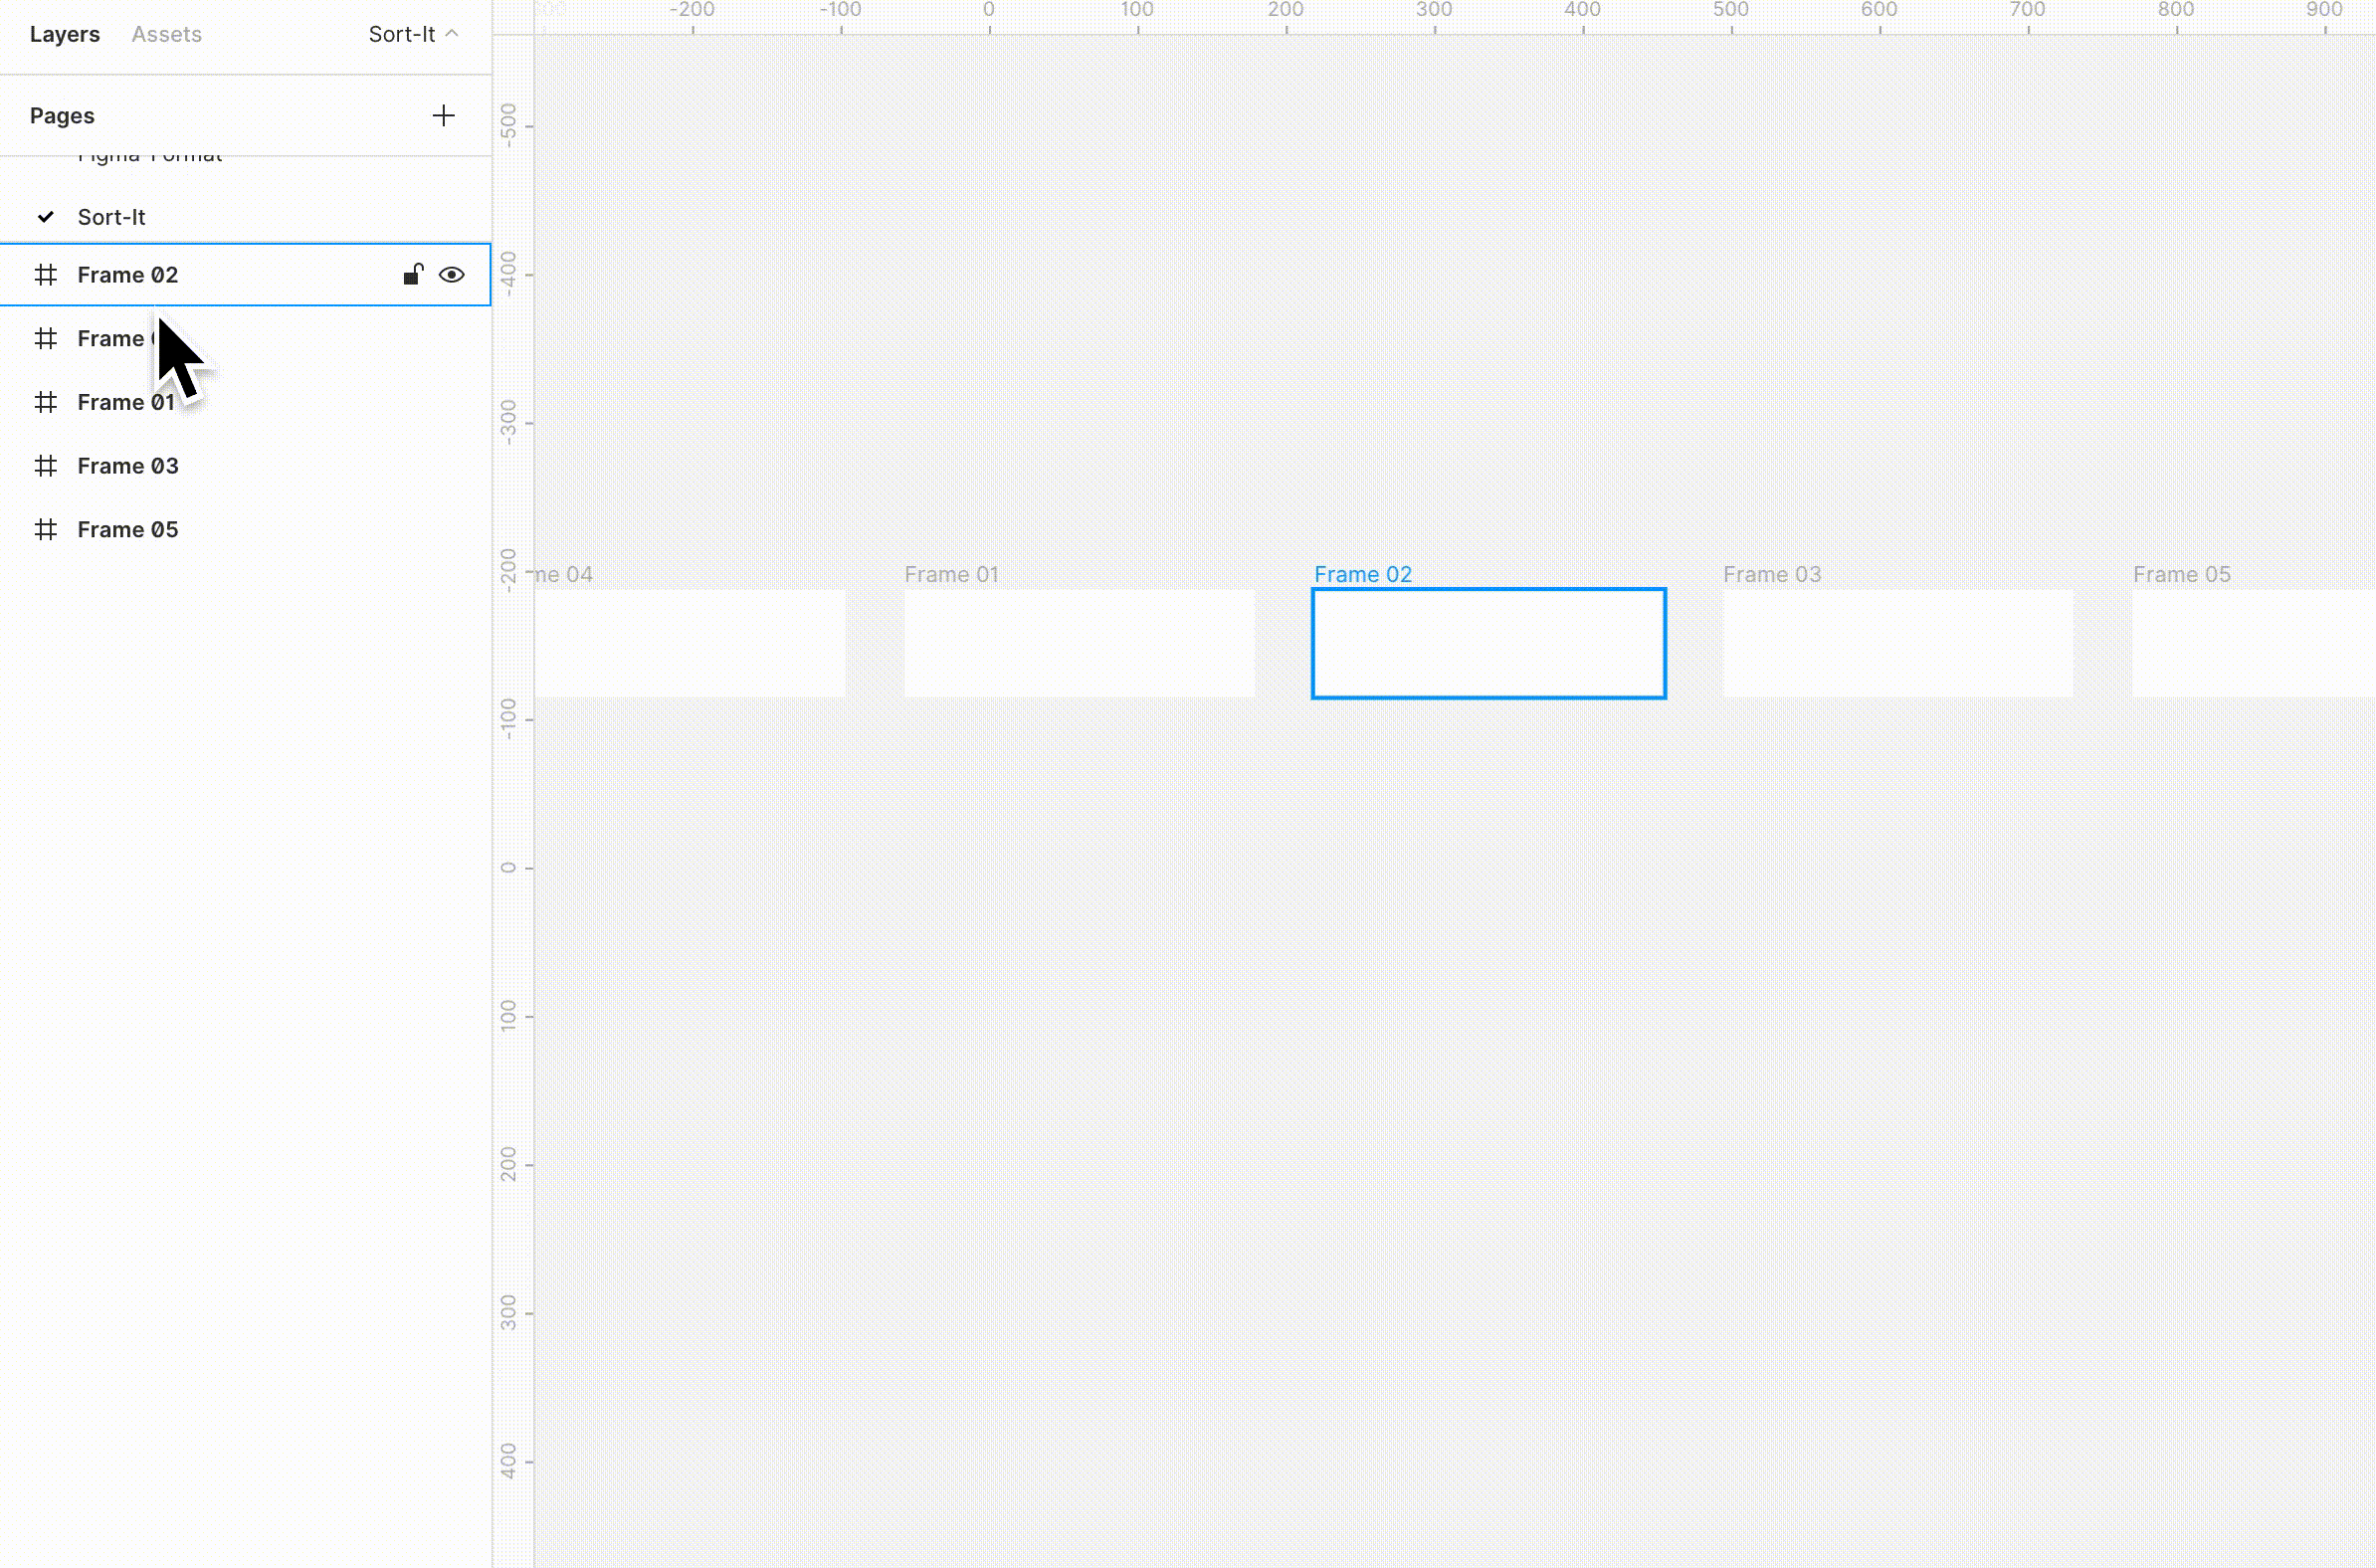 Layers Assets Sort-It
Pages
Figma Format
Sort-It
Frame 02
Frame
Frame 01
Frame 03
Frame 05
-200 -100 0 100 200 300 400 500 600 700 800 900
-500
-400
-300
-200
-100
0
100
200
300
400
me 04 Frame 01 Frame 02 Frame 03 Frame 05